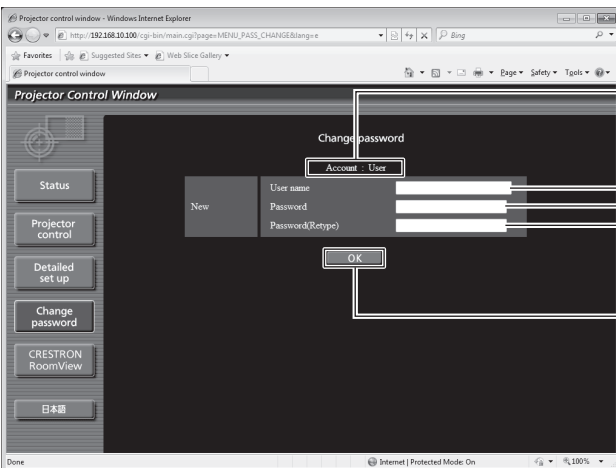 Projector control window - Windows Internet Explorer
http://192.168.10.100/cgi-bin/main.cgi?page=MENU_PASS_CHANGE&lang=e
Bing
Favorites Suggested Sites Web Slice Gallery
Projector control window
Page Safety Tools
Projector Control Window
Change password
Account : User
New
User name
Password
Password(Retype)
OK
Status
Projector
control
Detailed
set up
Change
password
CRESTRON
RoomView
日本語
Done
Internet | Protected Mode: On
100%